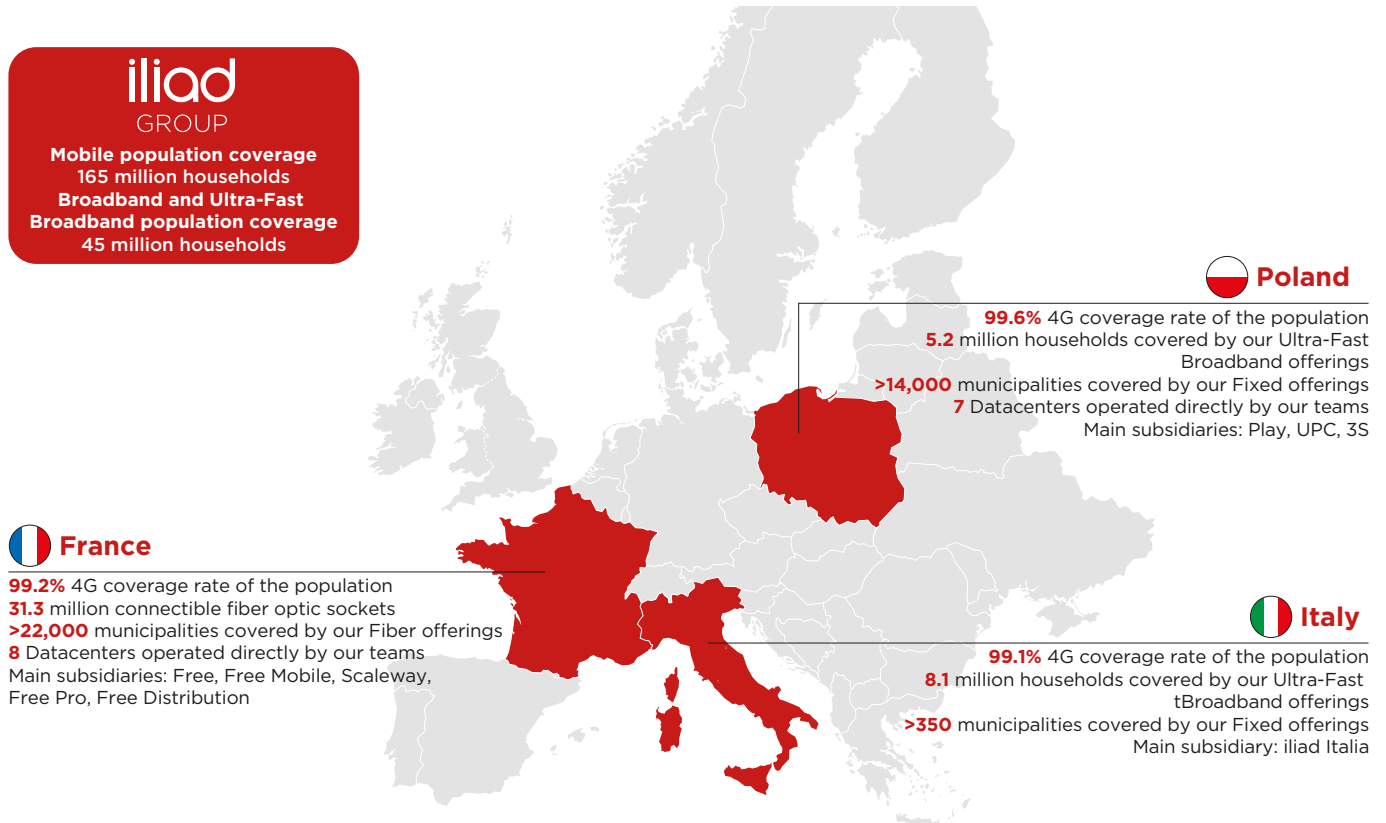 iliad
GROUP
Mobile population coverage
165 million households
Broadband and Ultra-Fast
Broadband population coverage
45 million households
Poland
99.6% 4G coverage rate of the population
5.2 million households covered by our Ultra-Fast
Broadband offerings
>14,000 municipalities covered by our Fixed offerings
7 Datacenters operated directly by our teams
Main subsidiaries: Play, UPC, 3S
France
99.2% 4G coverage rate of the population
31.3 million connectible fiber optic sockets
>22,000 municipalities covered by our Fiber offerings
8 Datacenters operated directly by our teams
Main subsidiaries: Free, Free Mobile, Scaleway,
Free Pro, Free Distribution
Italy
99.1% 4G coverage rate of the population
8.1 million households covered by our Ultra-Fast
tBroadband offerings
>350 municipalities covered by our Fixed offerings
Main subsidiary: iliad Italia